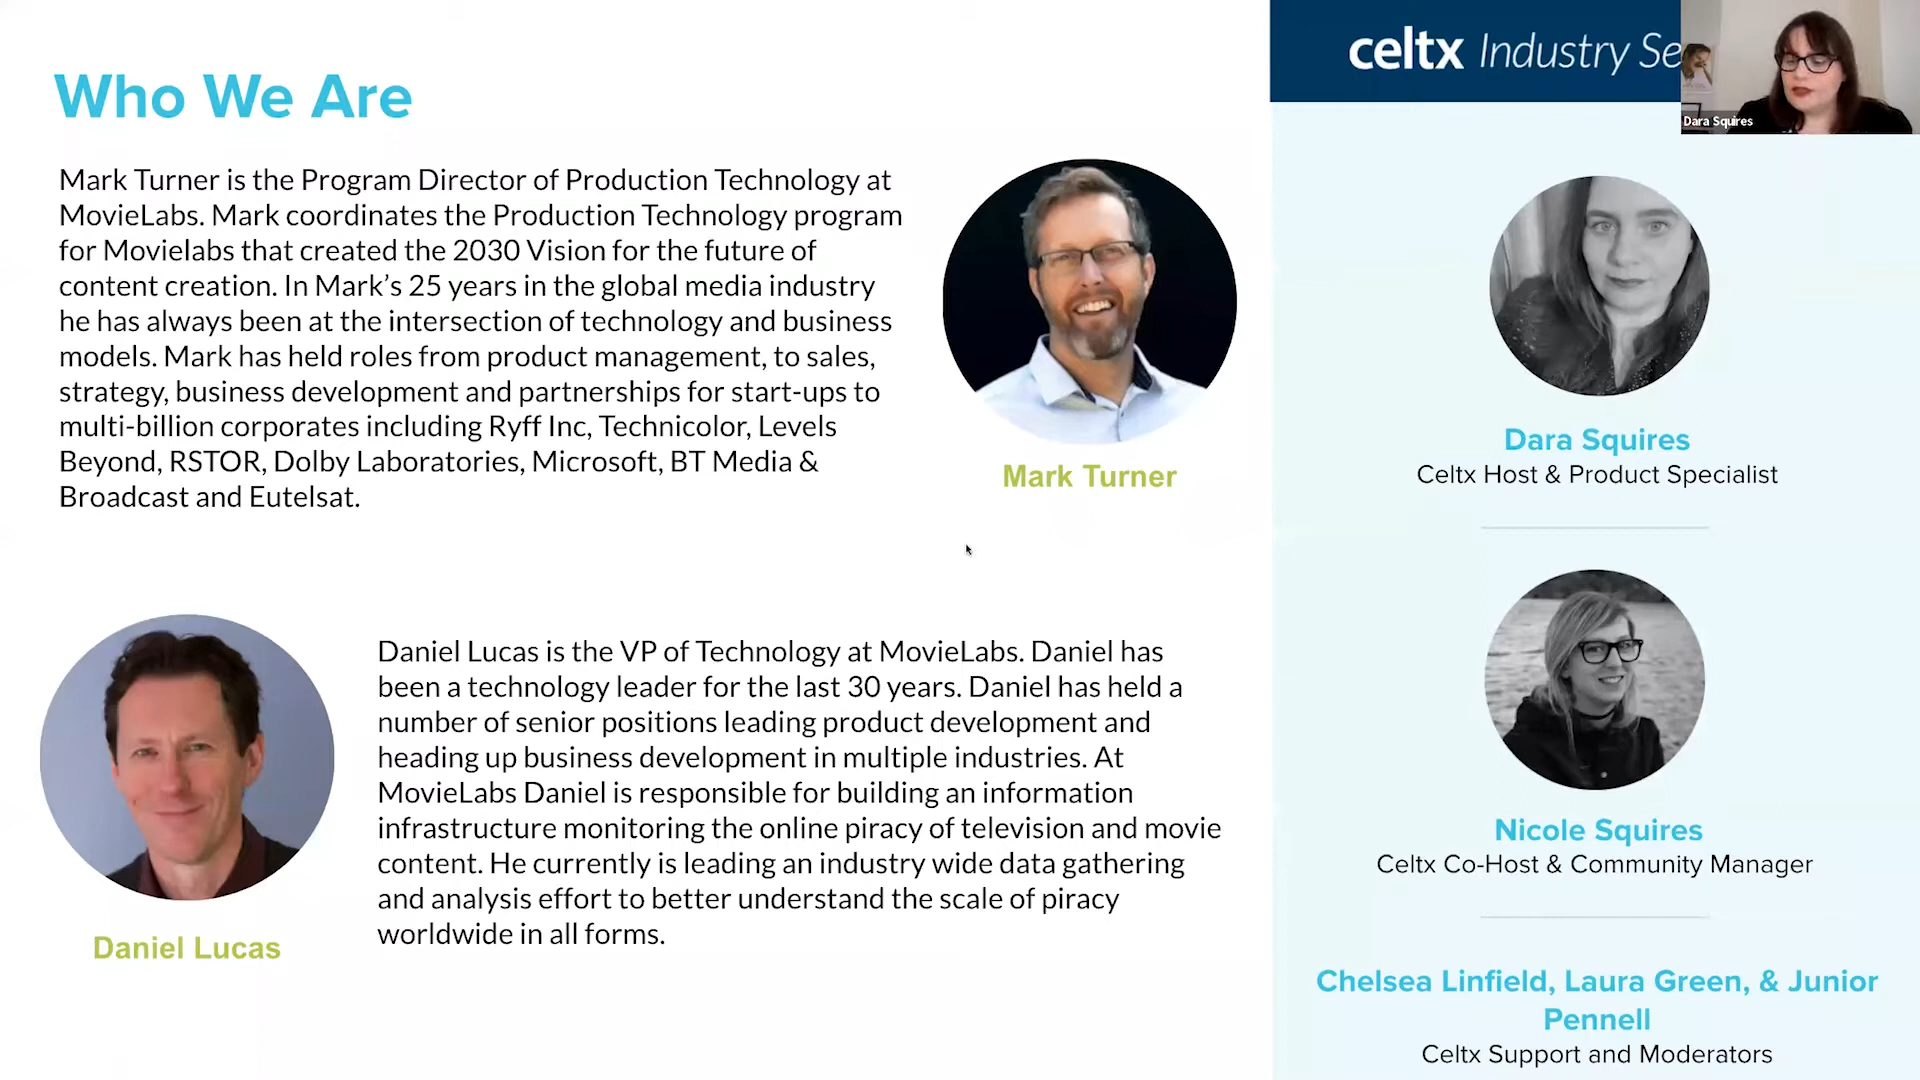 Who We Are
Mark Turner is the Program Director of Production Technology at
MovieLabs. Mark coordinates the Production Technology program
for Movielabs that created the 2030 Vision for the future of
content creation. In Mark’s 25 years in the global media industry
he has always been at the intersection of technology and business
models. Mark has held roles from product management, to sales,
strategy, business development and partnerships for start-ups to
multi-billion corporates including Ryff Inc, Technicolor, Levels
Beyond, RSTOR, Dolby Laboratories, Microsoft, BT Media &
Broadcast and Eutelsat.
Mark Turner
Daniel Lucas is the VP of Technology at MovieLabs. Daniel has
been a technology leader for the last 30 years. Daniel has held a
number of senior positions leading product development and
heading up business development in multiple industries. At
MovieLabs Daniel is responsible for building an information
infrastructure monitoring the online piracy of television and movie
content. He currently is leading an industry wide data gathering
and analysis effort to better understand the scale of piracy
worldwide in all forms.
Daniel Lucas
celtx Industry Se
Dara Squires
Dara Squires
Celtx Host & Product Specialist
Nicole Squires
Celtx Co-Host & Community Manager
Chelsea Linfield, Laura Green, & Junior
Pennell
Celtx Support and Moderators